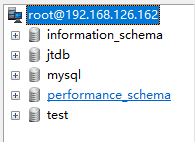 root@192.168.126.162
information_schema
jtdb
mysql
performance_schema
test